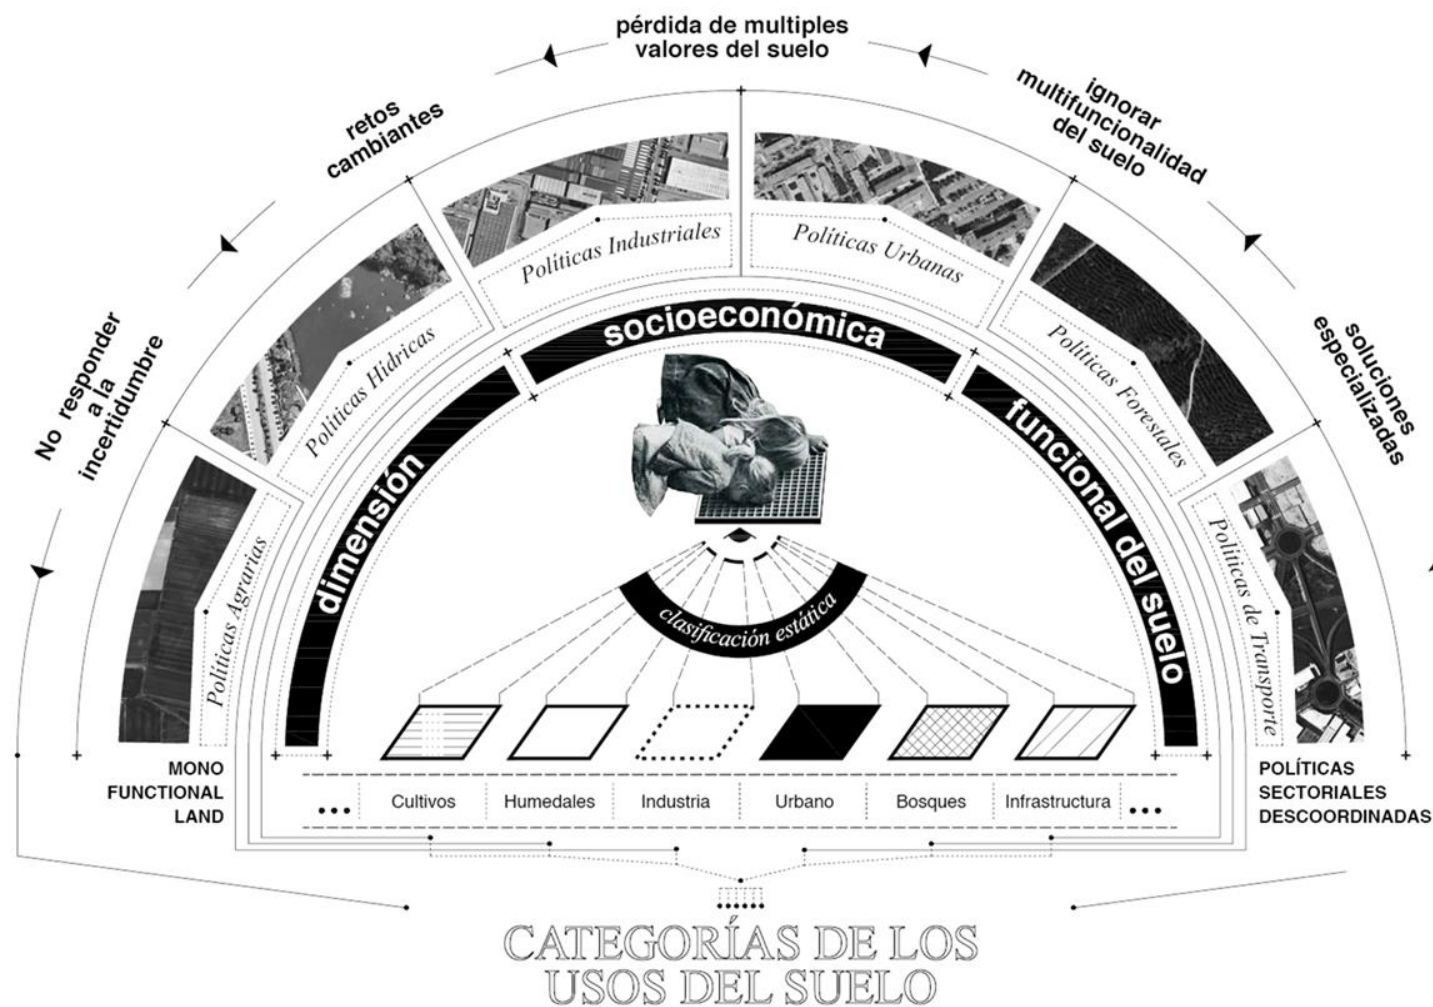 pérdida de multiples
valores del suelo
retos
cambiantes
ignorar
multifuncionalidad
del suelo
No responder
a la
incertidumbre
soluciones
especializadas
Políticas Agrarias
Políticas Hídricas
Políticas Industriales
Políticas Urbanas
Políticas Forestales
Políticas de Transporte
dimensión
socioeconómica
funcional del suelo
clasificación estática
MONO
FUNCTIONAL
LAND
POLÍTICAS
SECTORIALES
DESCOORDINADAS
... Cultivos Humedales Industria Urbano Bosques Infrastructura ...
CATEGORÍAS DE LOS
USOS DEL SUELO